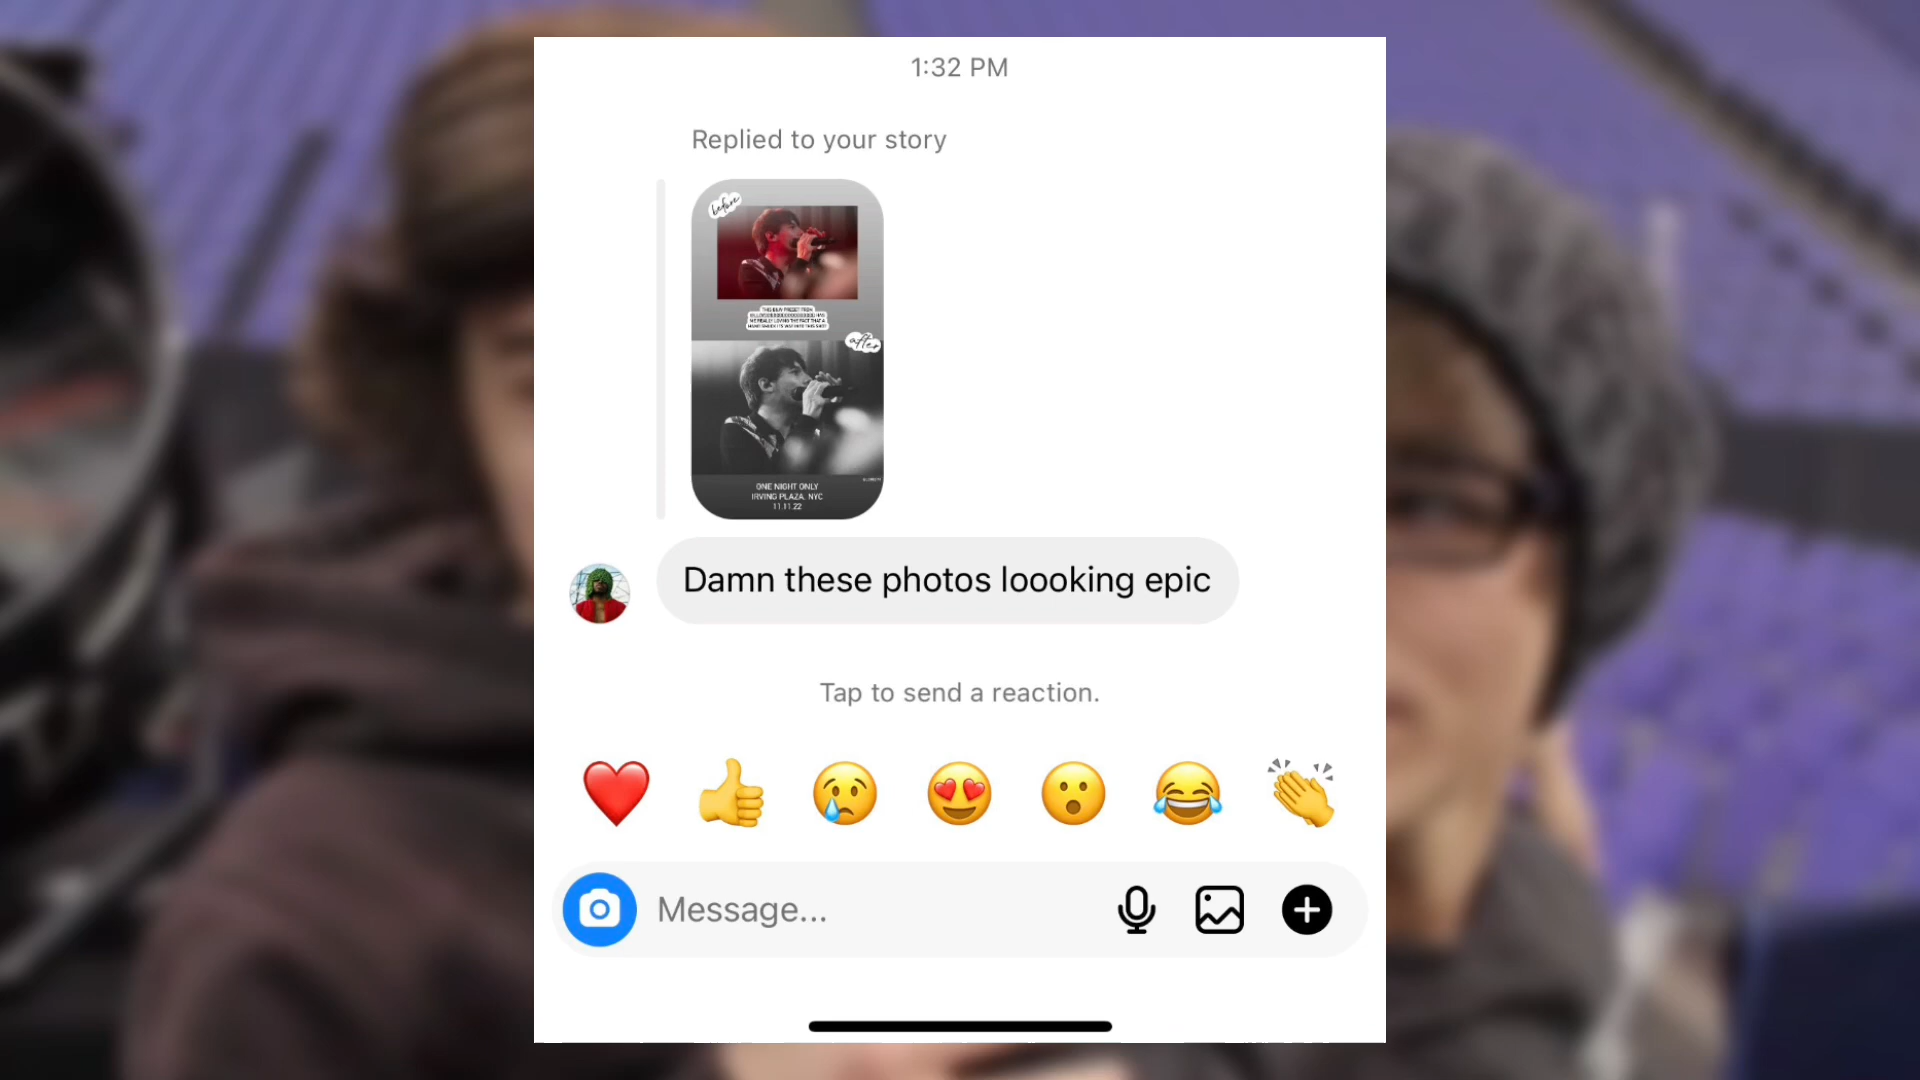 1:32 PM
Replied to your story
before
after
ONE NIGHT ONLY
IRVING PLAZA, NYC
11.11.22
Damn these photos loooking epic
Tap to send a reaction.
Message...